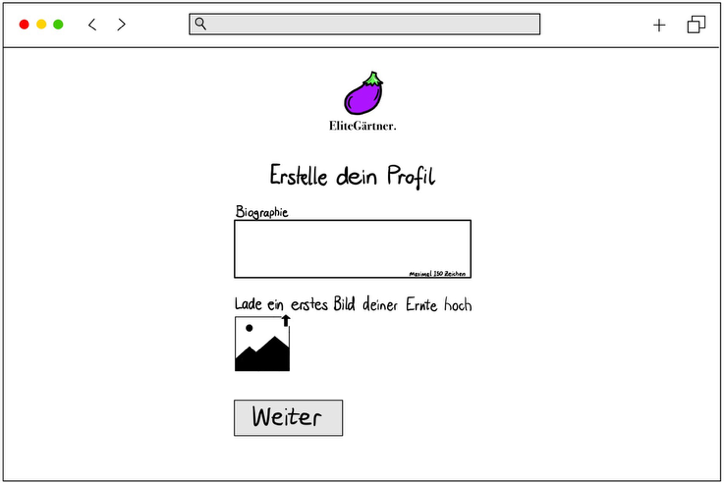 EliteGärtner.
Erstelle dein Profil
Biographie
Maximal 150 Zeichen
Lade ein erstes Bild deiner Ernte hoch
Weiter